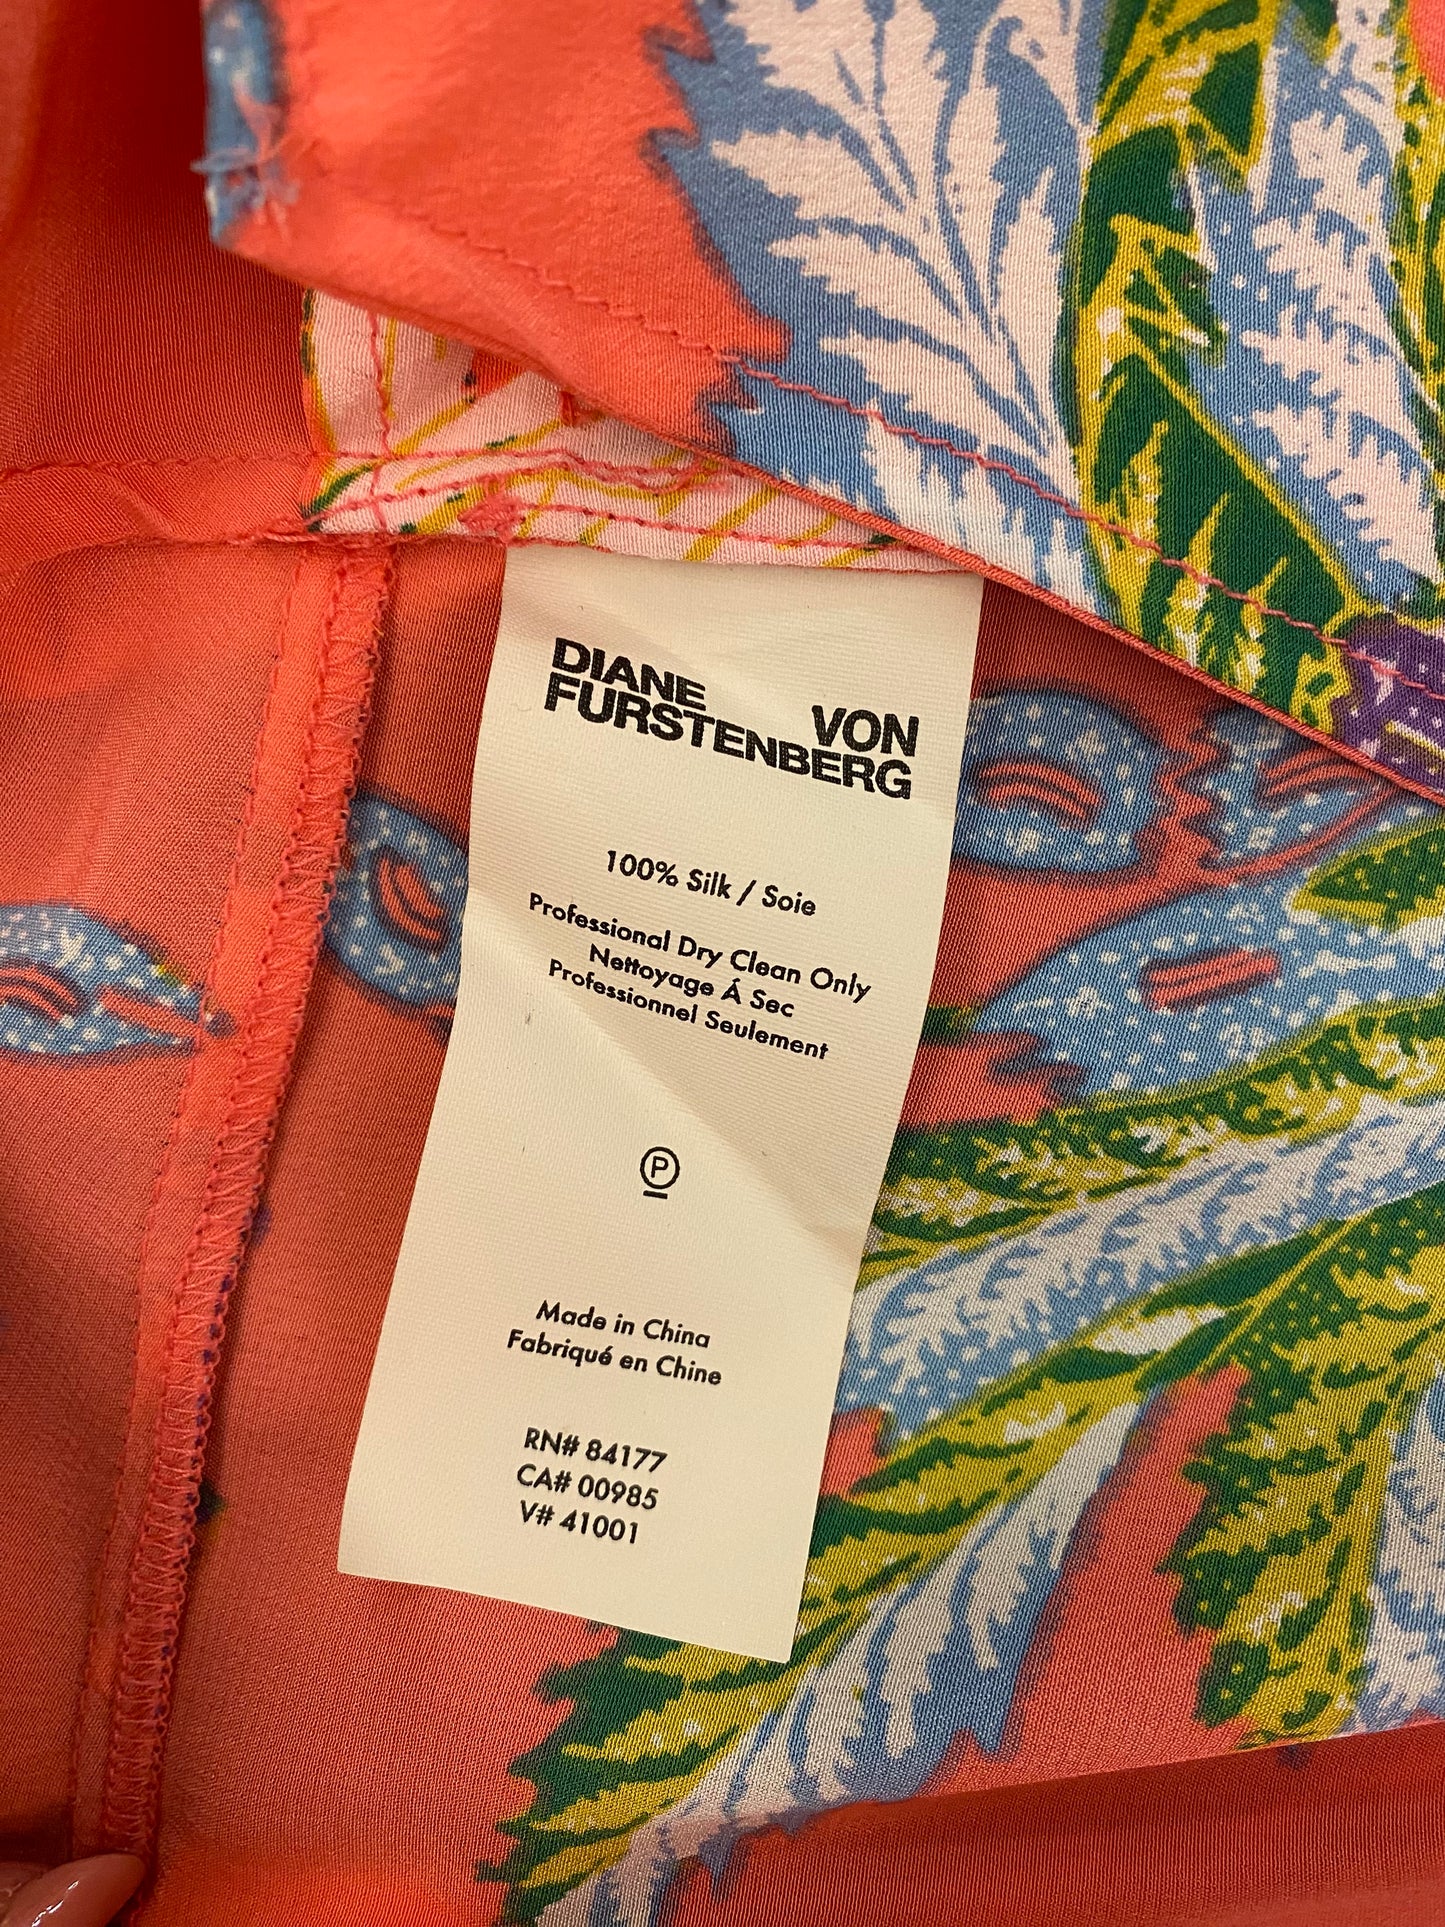 DIANE VON
FURSTENBERG
100% Silk / Soie
Professional Dry Clean Only
Nettoyage Á Sec
Professionnel Seulement
P
Made in China
Fabriqué en Chine
RN# 84177
CA# 00985
V# 41001